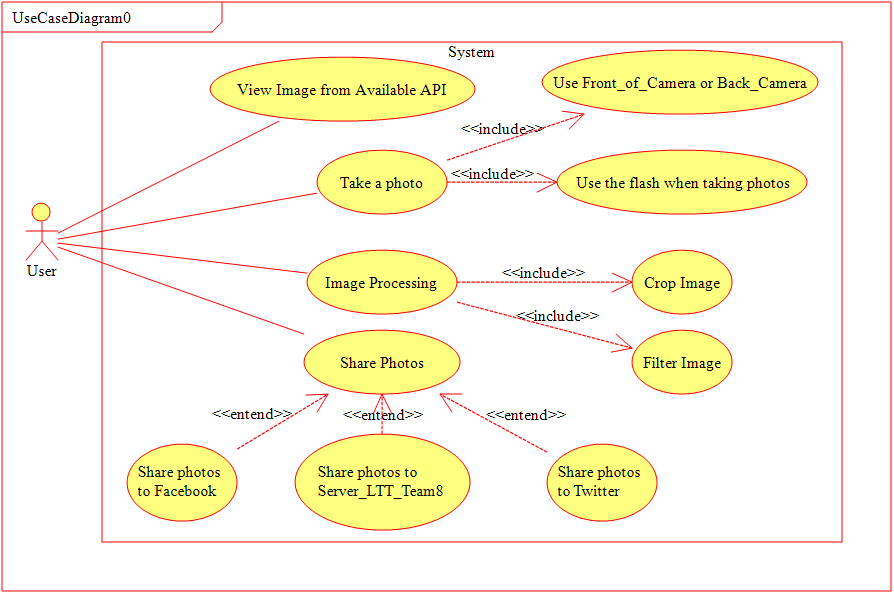 UseCaseDiagram0
System
View Image from Available API
Use Front_of_Camera or Back_Camera
<<include>>
Take a photo
<<include>>
Use the flash when taking photos
User
Image Processing
<<include>>
Crop Image
<<include>>
Share Photos
Filter Image
<<entend>>
<<entend>>
<<entend>>
Share photos
to Facebook
Share photos to
Server_LTT_Team8
Share photos
to Twitter